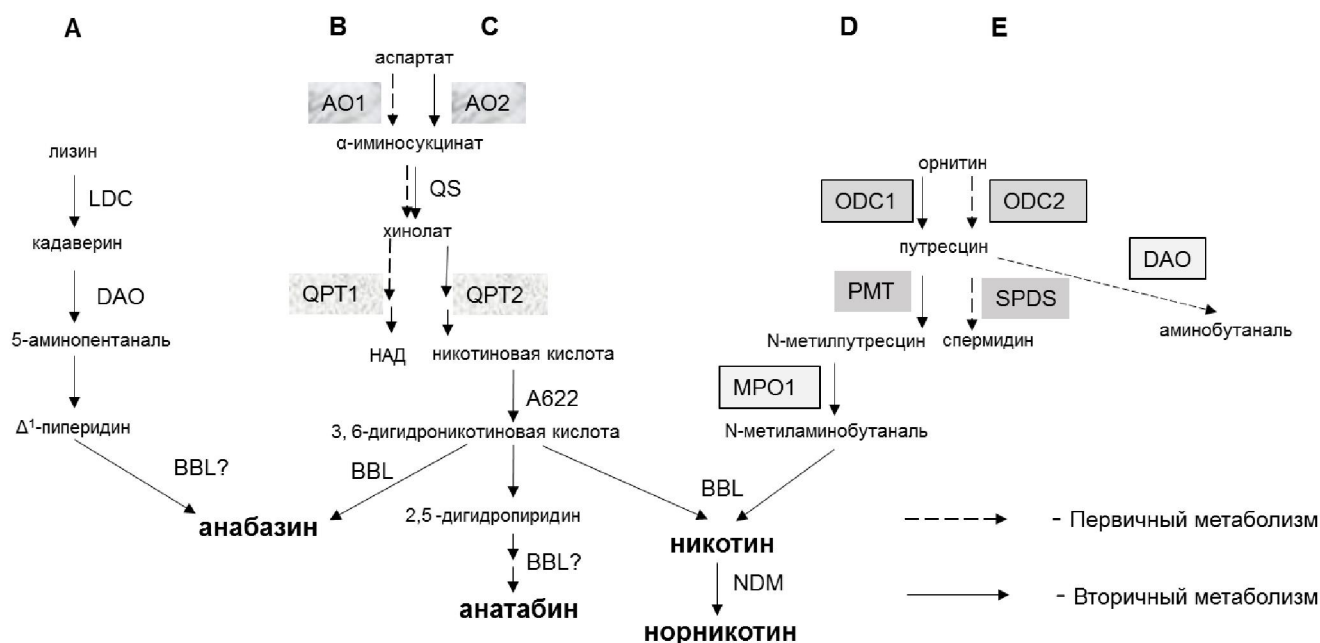 A
B
C
D
E
аспартат
AO1
AO2
α-иминосукцинат
лизин
орнитин
LDC
QS
ODC1
ODC2
кадаверин
хинолат
путресцин
DAO
DAO
QPT1
QPT2
PMT
SPDS
5-аминопентаналь
аминобутаналь
НАД
никотиновая кислота
N-метилпутресцин
спермидин
A622
MPO1
Δ¹-пиперидин
3, 6-дигидроникотиновая кислота
N-метиламинобутаналь
BBL?
BBL
BBL
анабазин
2,5-дигидропиридин
никотин
- Первичный метаболизм
BBL?
NDM
- Вторичный метаболизм
анатабин
норникотин